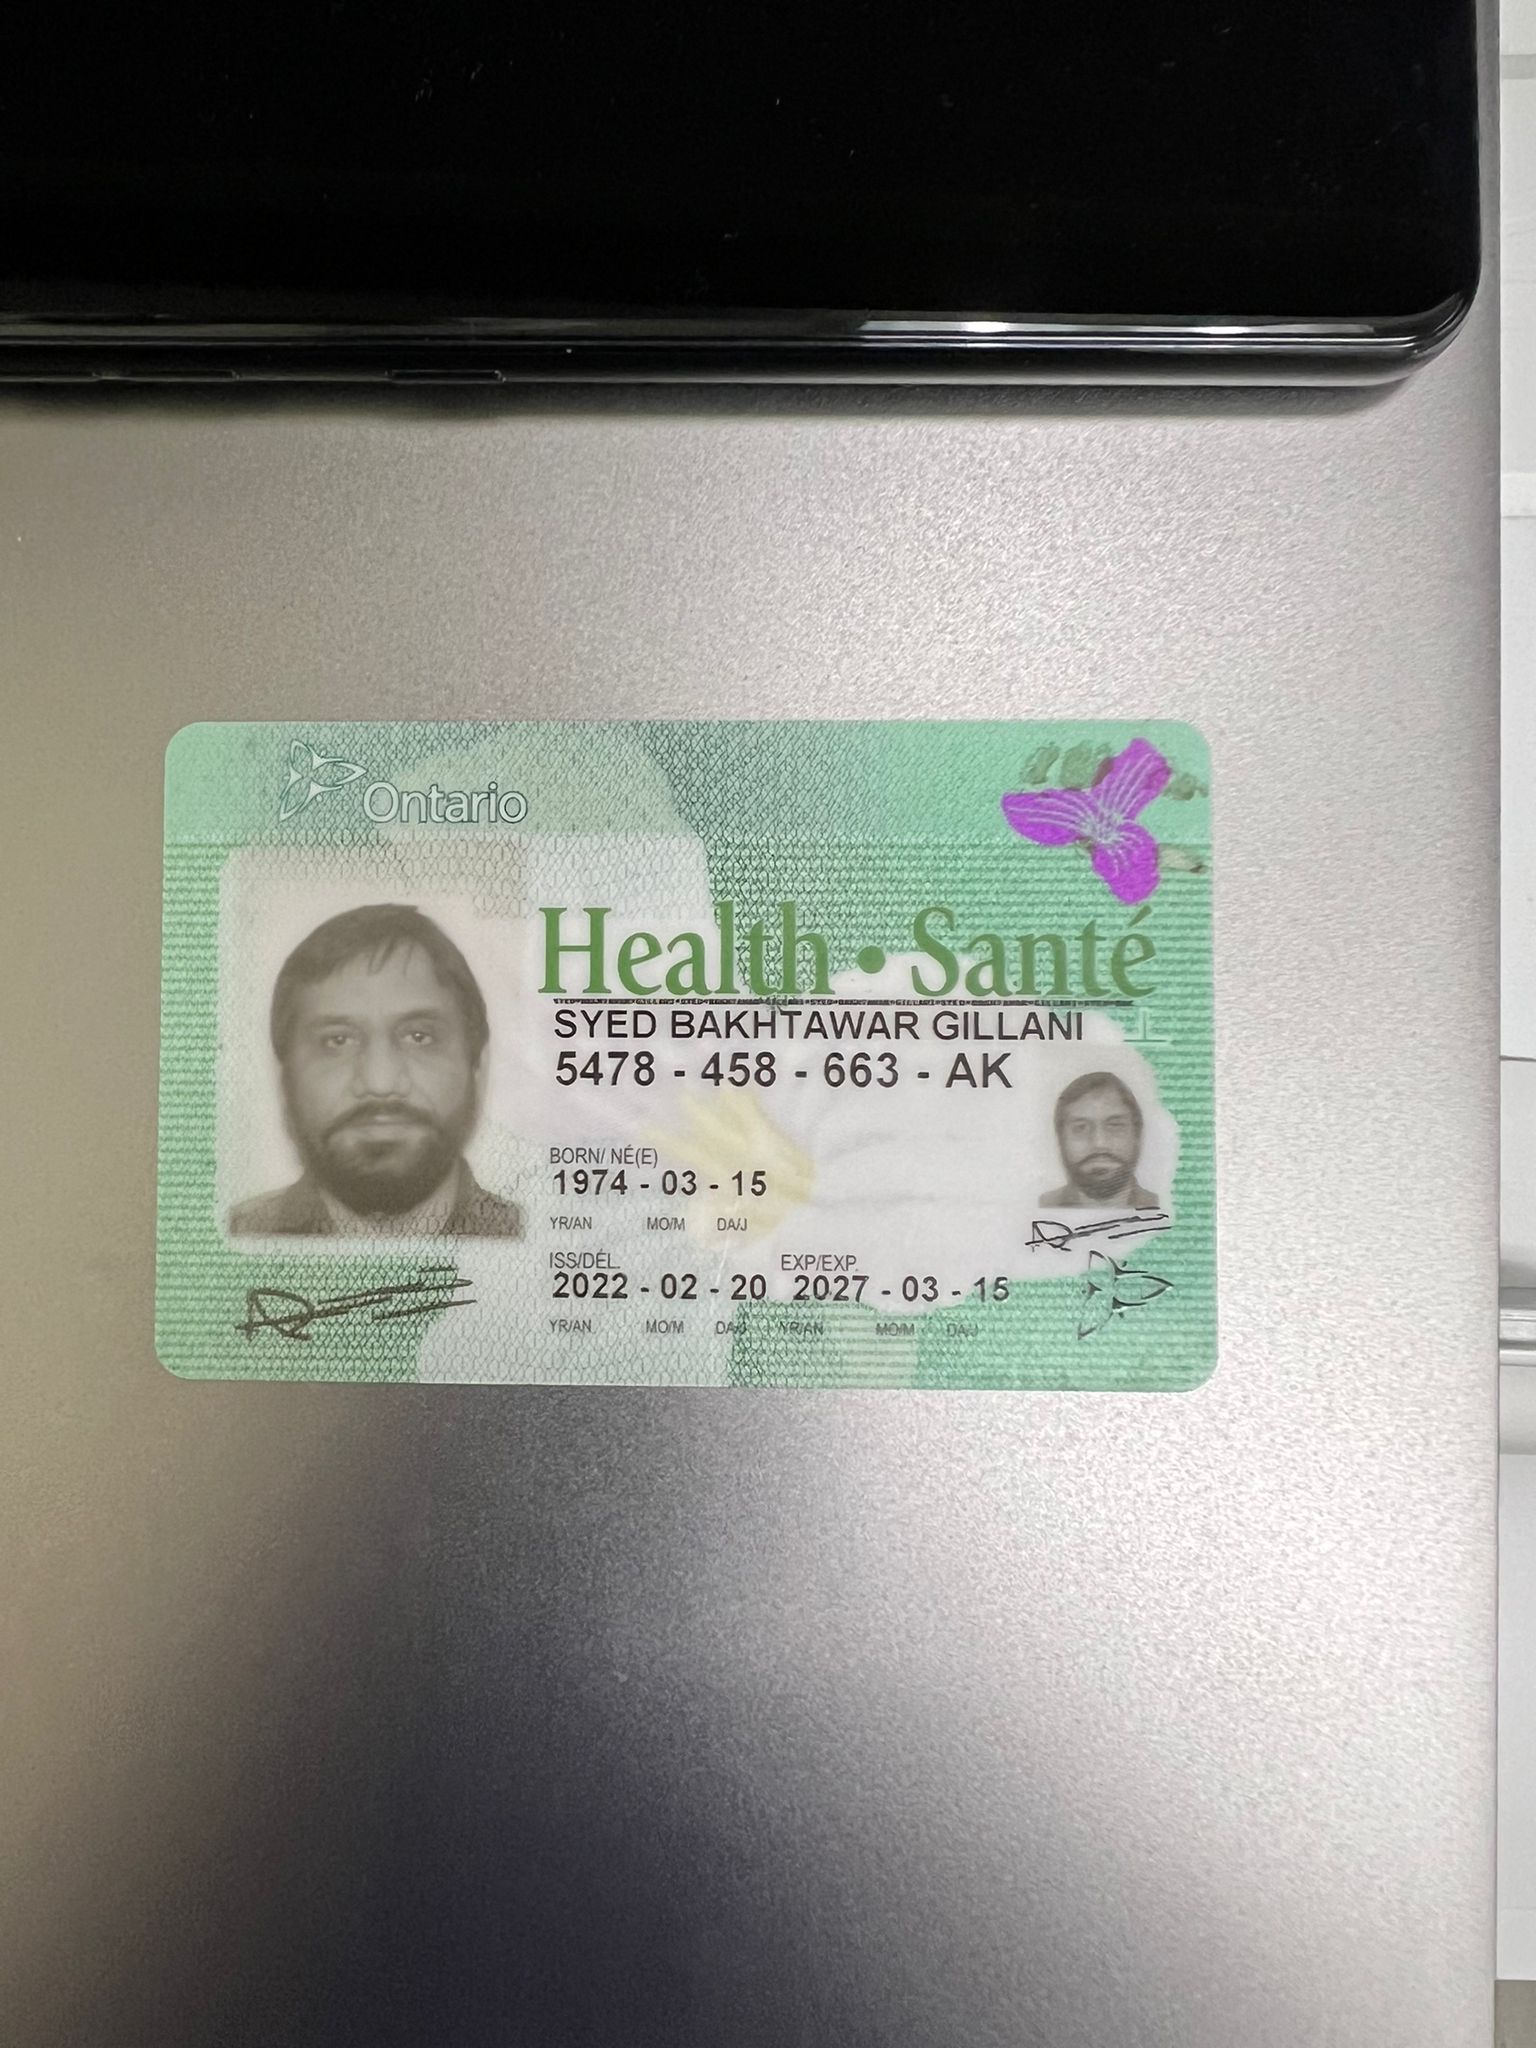 Ontario
Health • Santé
SYED BAKHTAWAR GILLANI
5478 - 458 - 663 - AK
BORN/ NÉ(E)
1974 - 03 - 15
YR/AN MO/M DA/J
ISS/DÉL. EXP/EXP.
2022 - 02 - 20 2027 - 03 - 15
YR/AN MO/M DA/J YR/AN MO/M DA/J